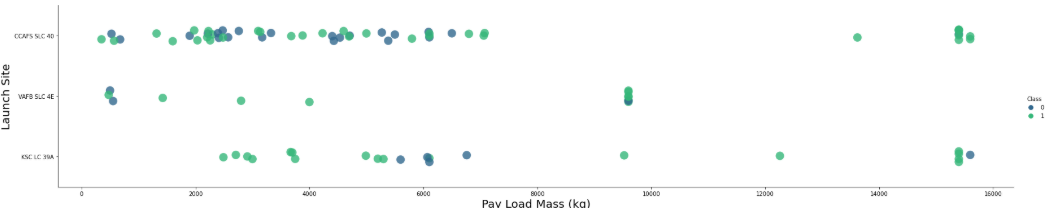 Launch Site
CCAFS SLC 40
VAFB SLC 4E
KSC LC 39A
0 2000 4000 6000 8000 10000 12000 14000 16000
Pay Load Mass (kg)
Class
0
1